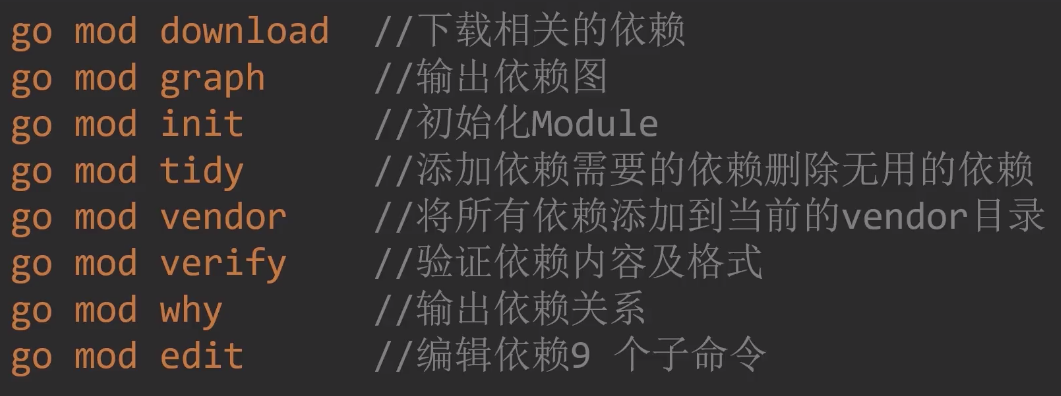 go mod download  //下载相关的依赖
go mod graph     //输出依赖图
go mod init      //初始化Module
go mod tidy      //添加依赖需要的依赖删除无用的依赖
go mod vendor    //将所有依赖添加到当前的vendor目录
go mod verify    //验证依赖内容及格式
go mod why       //输出依赖关系
go mod edit      //编辑依赖9 个子命令